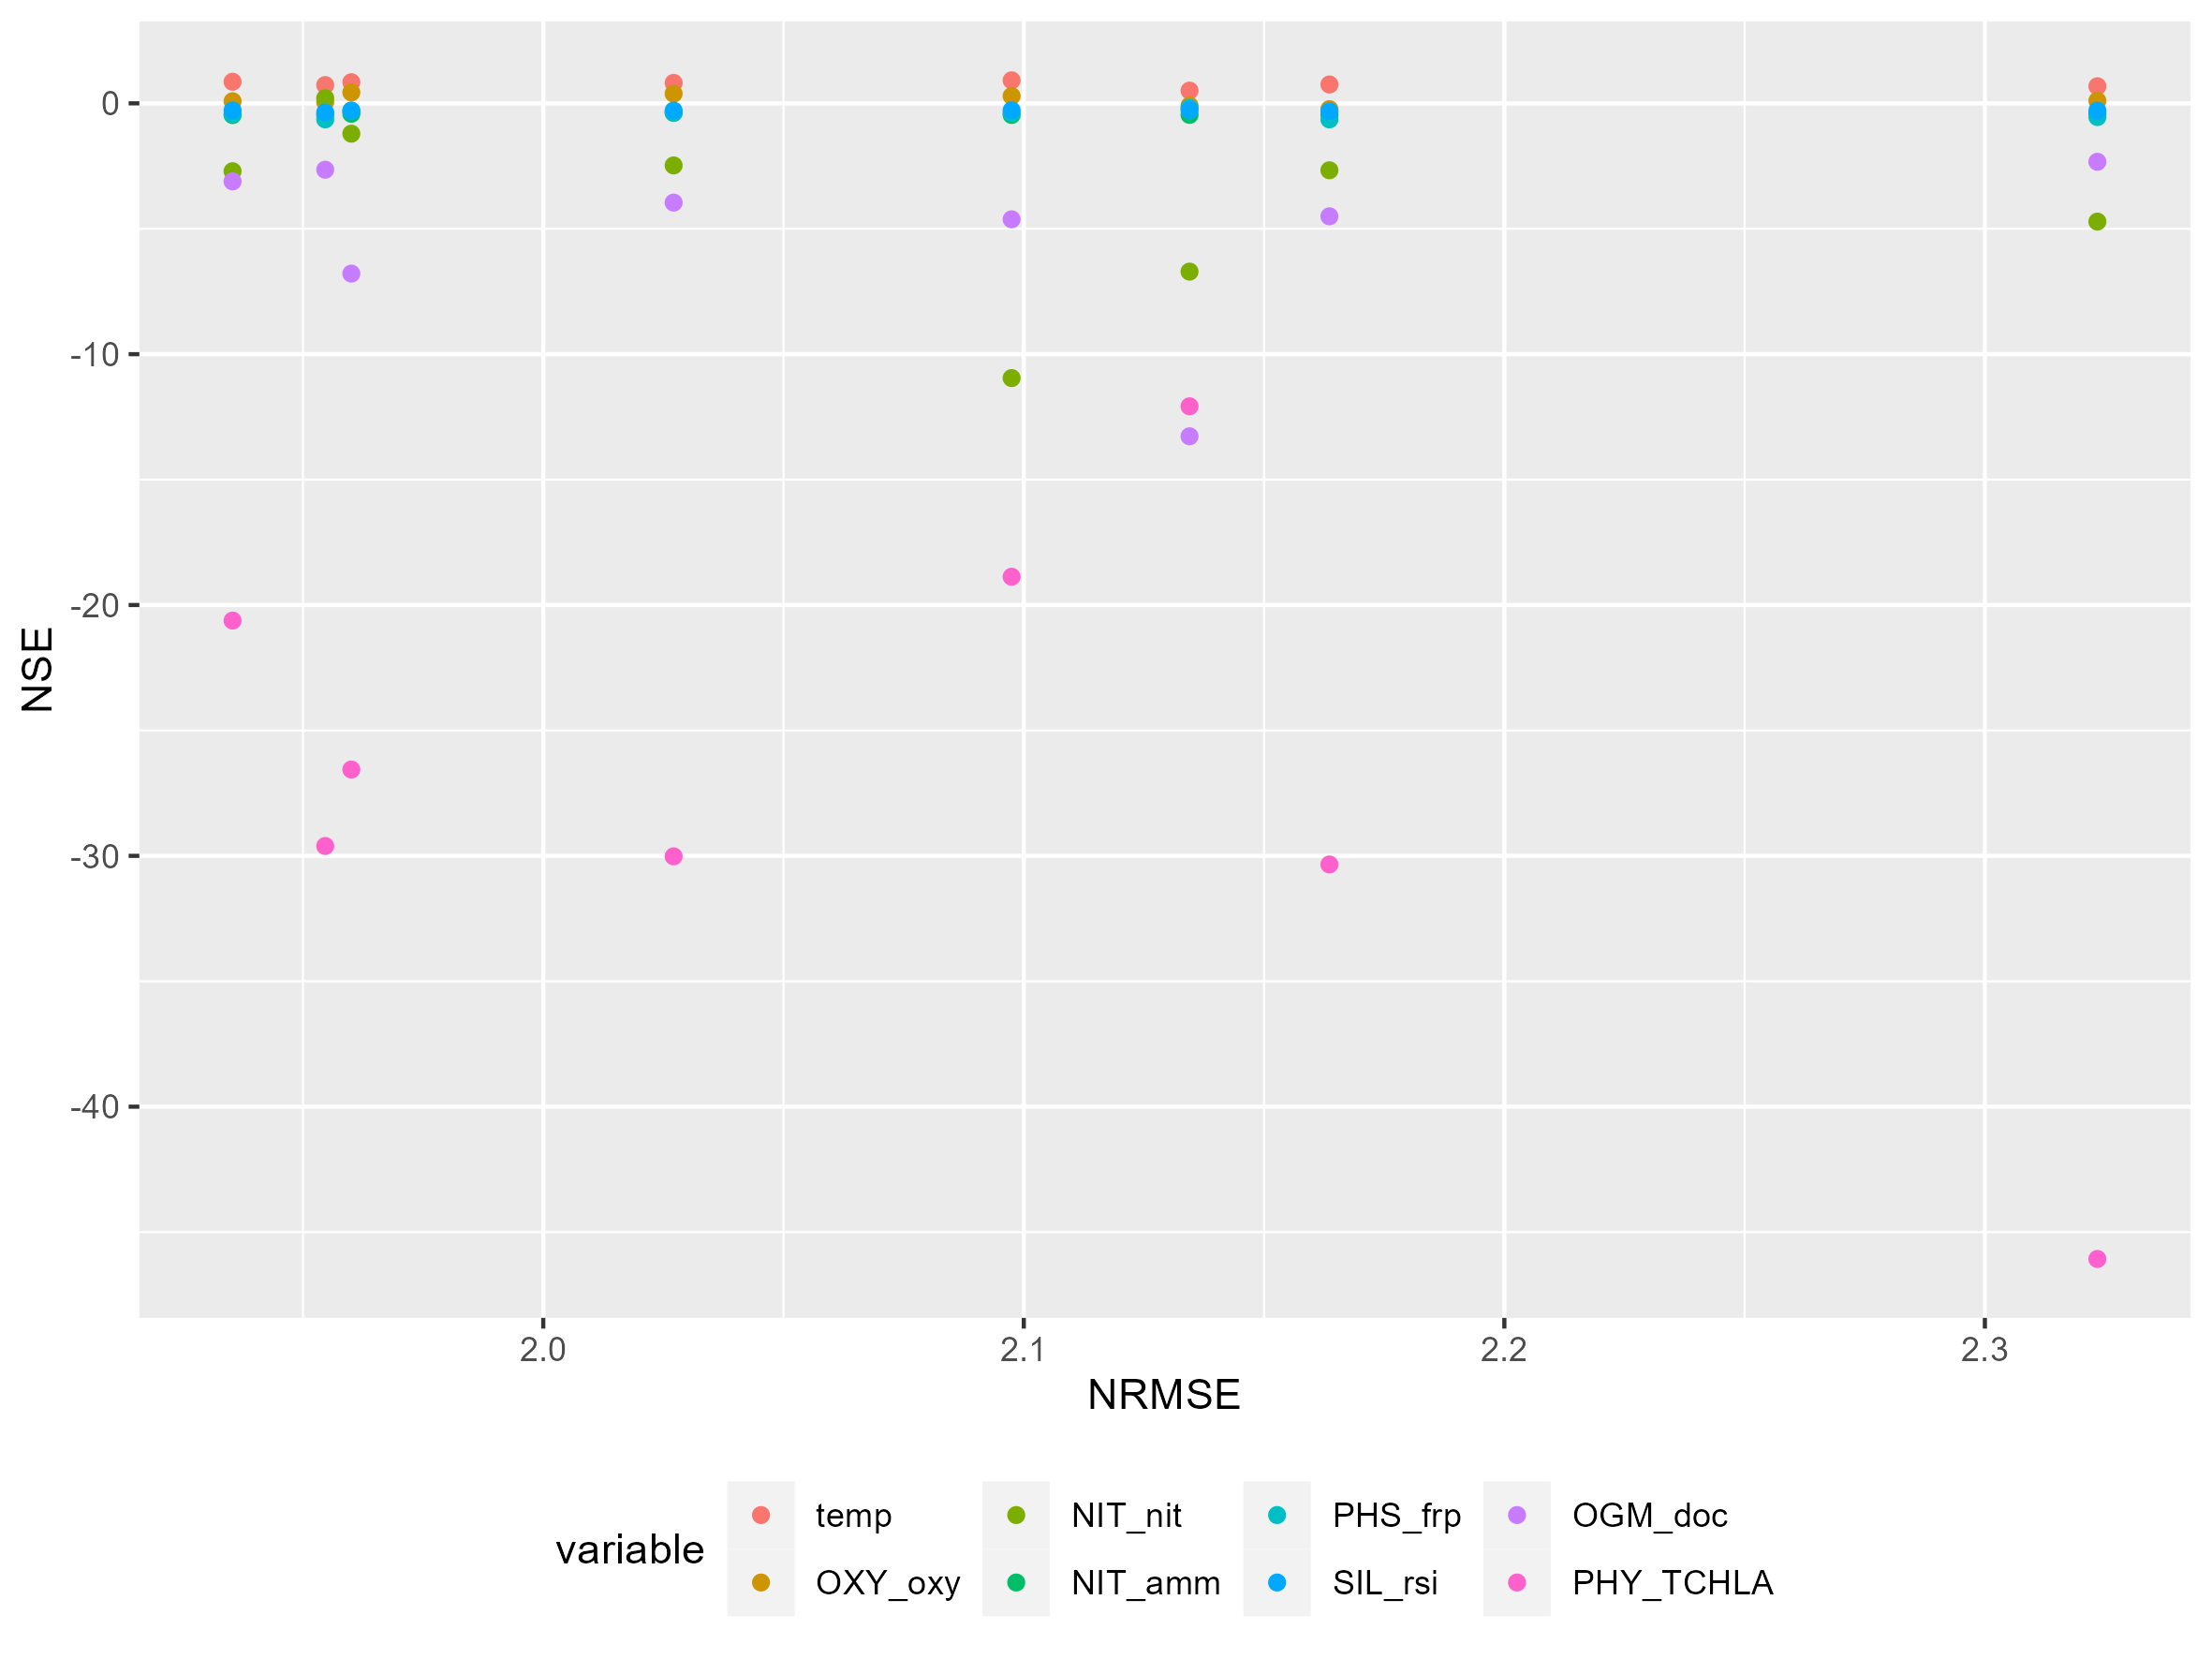 0
-10
-20
-30
-40
NSE
2.0 2.1 2.2 2.3
NRMSE
variable
temp NIT_nit PHS_frp OGM_doc
OXY_oxy NIT_amm SIL_rsi PHY_TCHLA